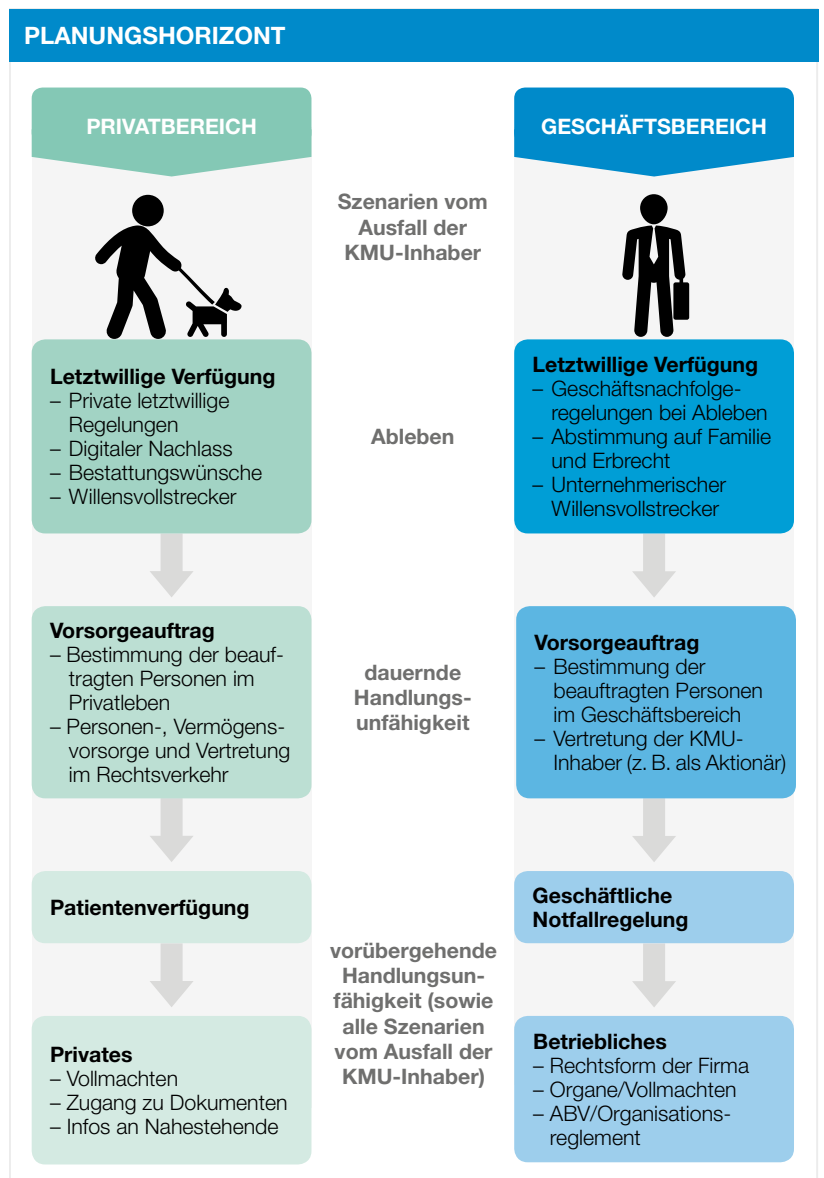 PLANUNGSHORIZONT
PRIVATBEREICH
GESCHÄFTSBEREICH
Szenarien vom
Ausfall der
KMU-Inhaber
Letztwillige Verfügung
– Private letztwillige
Regelungen
– Digitaler Nachlass
– Bestattungswünsche
– Willensvollstrecker
Ableben
Letztwillige Verfügung
– Geschäftsnachfolge-
regelungen bei Ableben
– Abstimmung auf Familie
und Erbrecht
– Unternehmerischer
Willensvollstrecker
Vorsorgeauftrag
– Bestimmung der beauf-
tragten Personen im
Privatleben
– Personen-, Vermögens-
vorsorge und Vertretung
im Rechtsverkehr
dauernde
Handlungs-
unfähigkeit
Vorsorgeauftrag
– Bestimmung der
beauftragten Personen
im Geschäftsbereich
– Vertretung der KMU-
Inhaber (z. B. als Aktionär)
Patientenverfügung
Geschäftliche
Notfallregelung
vorübergehende
Handlungsun-
fähigkeit (sowie
alle Szenarien
vom Ausfall der
KMU-Inhaber)
Privates
– Vollmachten
– Zugang zu Dokumenten
– Infos an Nahestehende
Betriebliches
– Rechtsform der Firma
– Organe/Vollmachten
– ABV/Organisations-
reglement